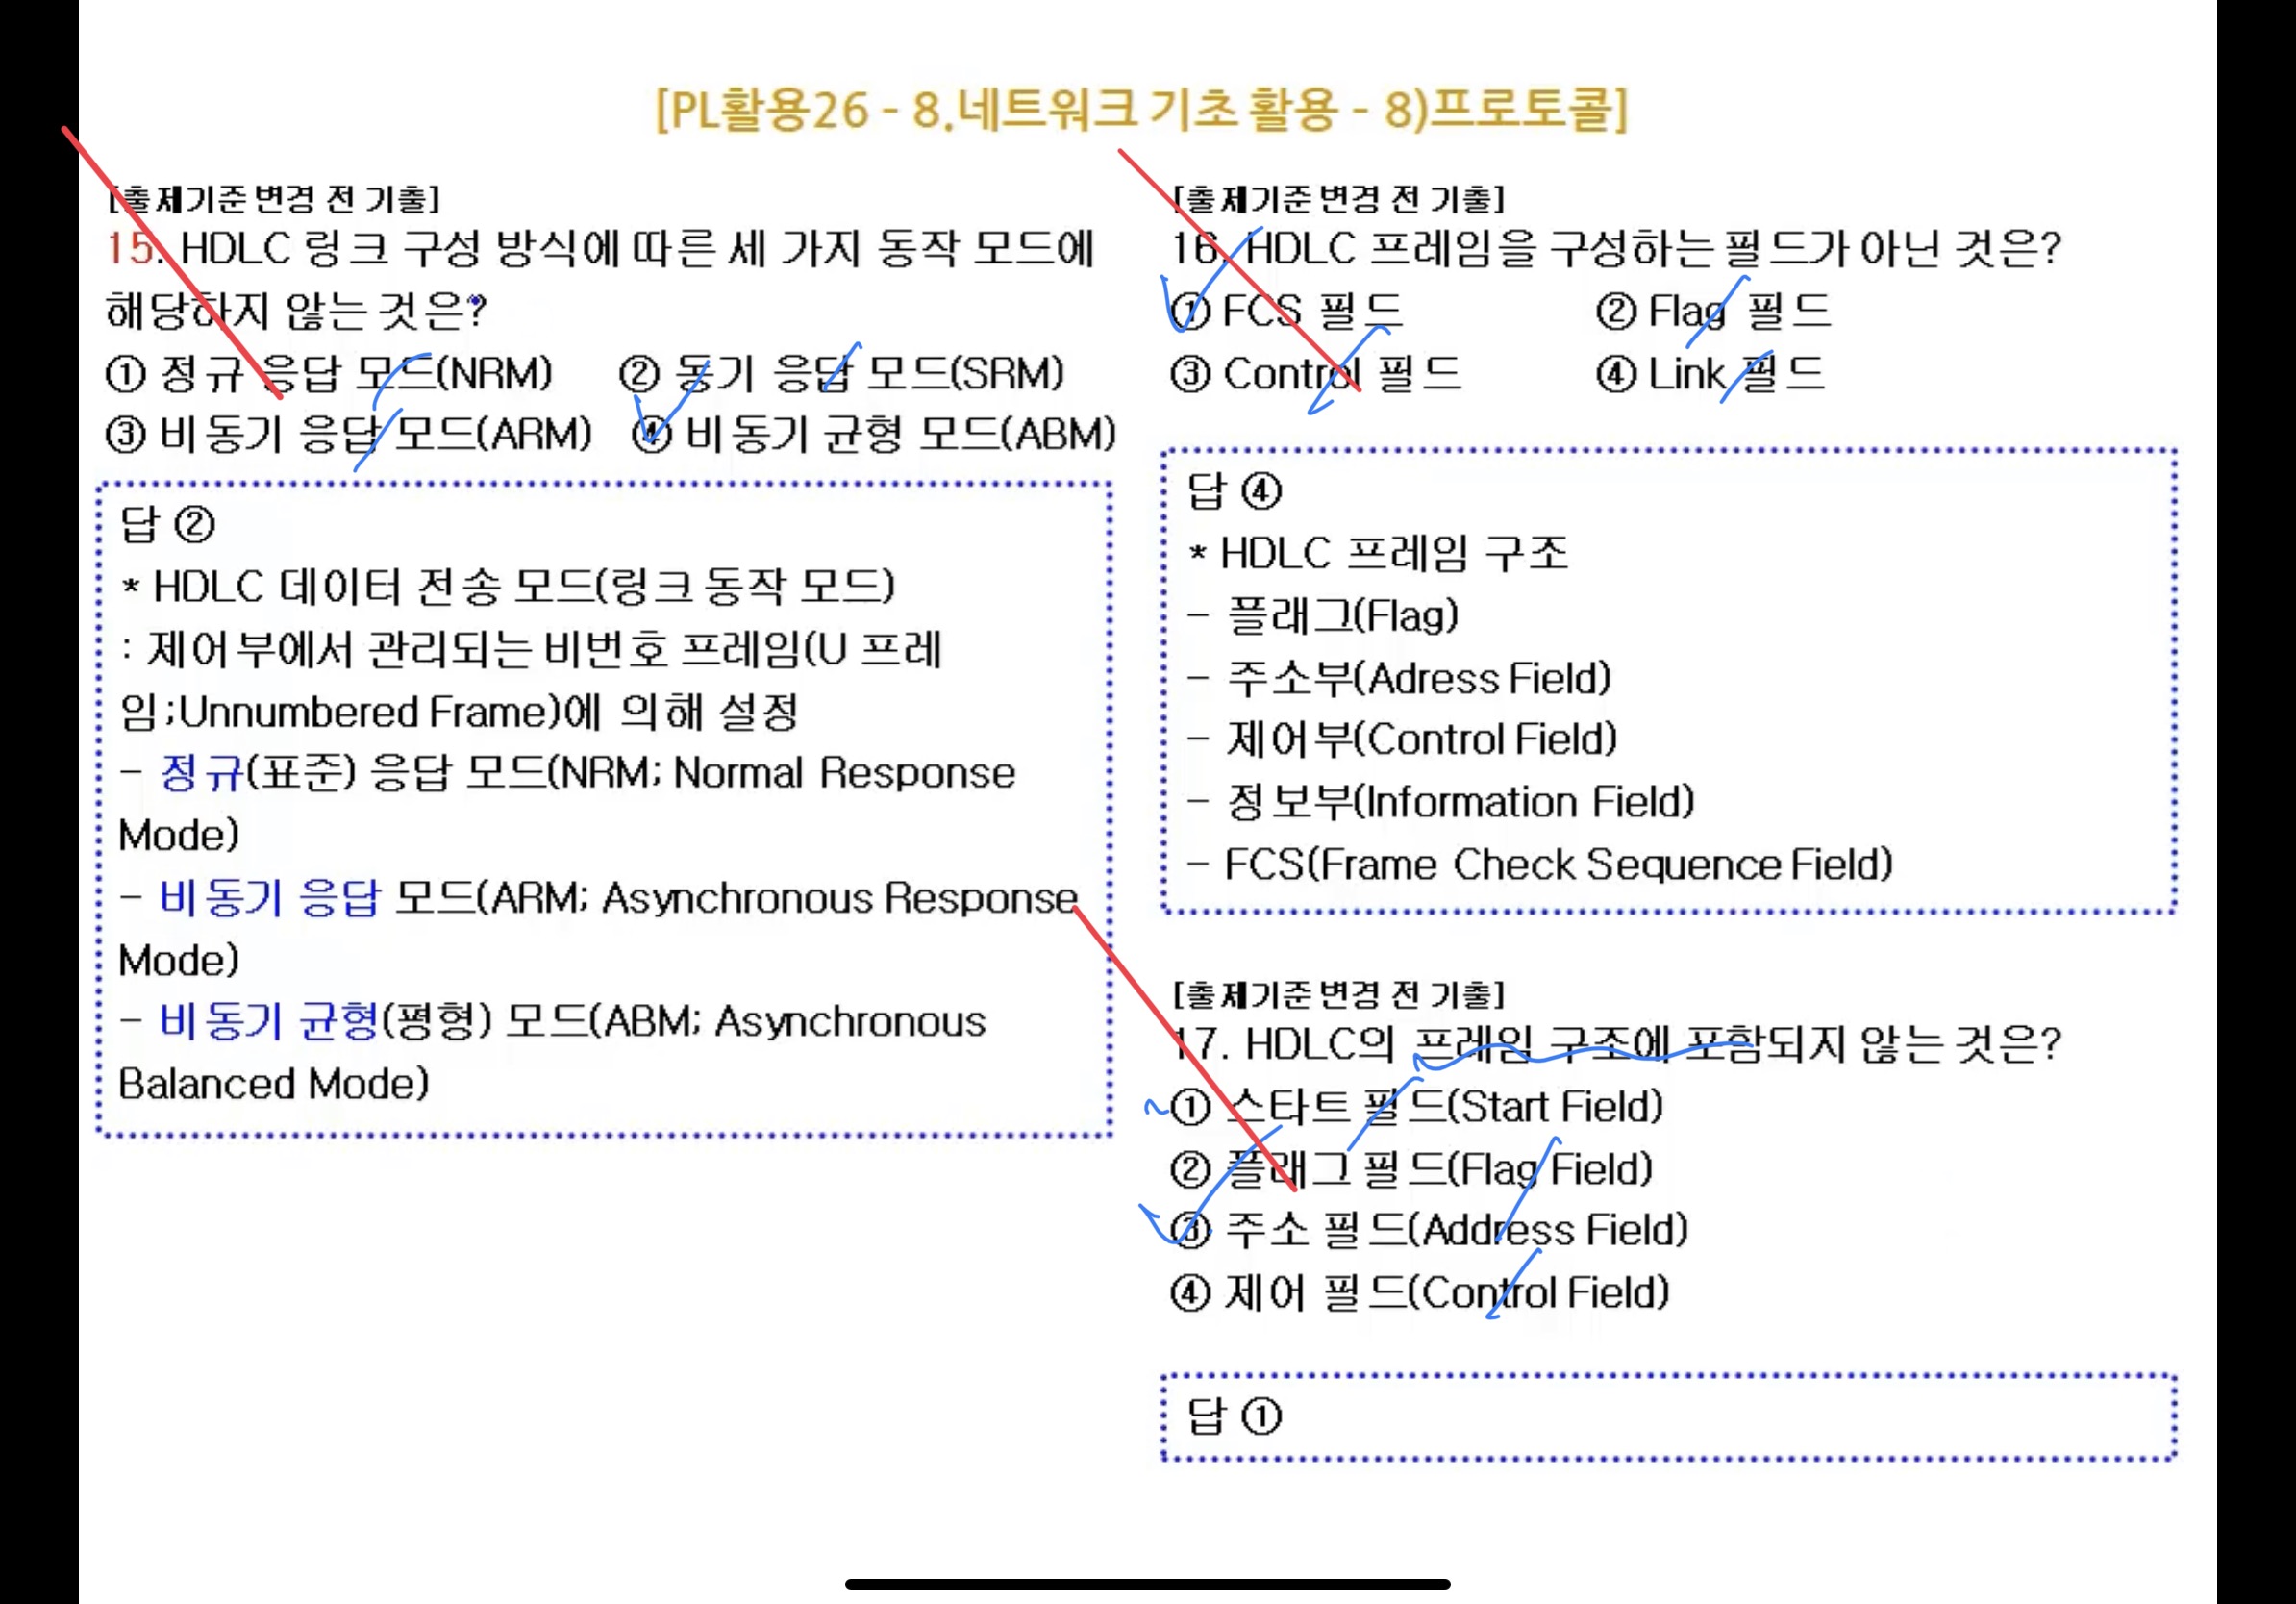 [PL활용26 - 8.네트워크 기초 활용 - 8)프로토콜]
[출제기준변경 전 기출]
15. HDLC 링크 구성 방식에 따른 세 가지 동작 모드에
해당하지 않는 것은?
① 정규 응답 모드(NRM) ② 동기 응답 모드(SRM)
③ 비동기 응답 모드(ARM) ④ 비동기 균형 모드(ABM)
답 ②
* HDLC 데이터 전송 모드(링크 동작 모드)
: 제어부에서 관리되는 비번호 프레임(U 프레
임;Unnumbered Frame)에 의해 설정
- 정규(표준) 응답 모드(NRM; Normal Response
Mode)
- 비동기 응답 모드(ARM; Asynchronous Response
Mode)
- 비동기 균형(평형) 모드(ABM; Asynchronous
Balanced Mode)
[출제기준변경 전 기출]
16. HDLC 프레임을 구성하는 필드가 아닌 것은?
① FCS 필드 ② Flag 필드
③ Control 필드 ④ Link 필드
답 ④
* HDLC 프레임 구조
- 플래그(Flag)
- 주소부(Adress Field)
- 제어부(Control Field)
- 정보부(Information Field)
- FCS(Frame Check Sequence Field)
[출제기준변경 전 기출]
17. HDLC의 프레임 구조에 포함되지 않는 것은?
① 스타트 필드(Start Field)
② 플래그 필드(Flag Field)
③ 주소 필드(Address Field)
④ 제어 필드(Control Field)
답 ①